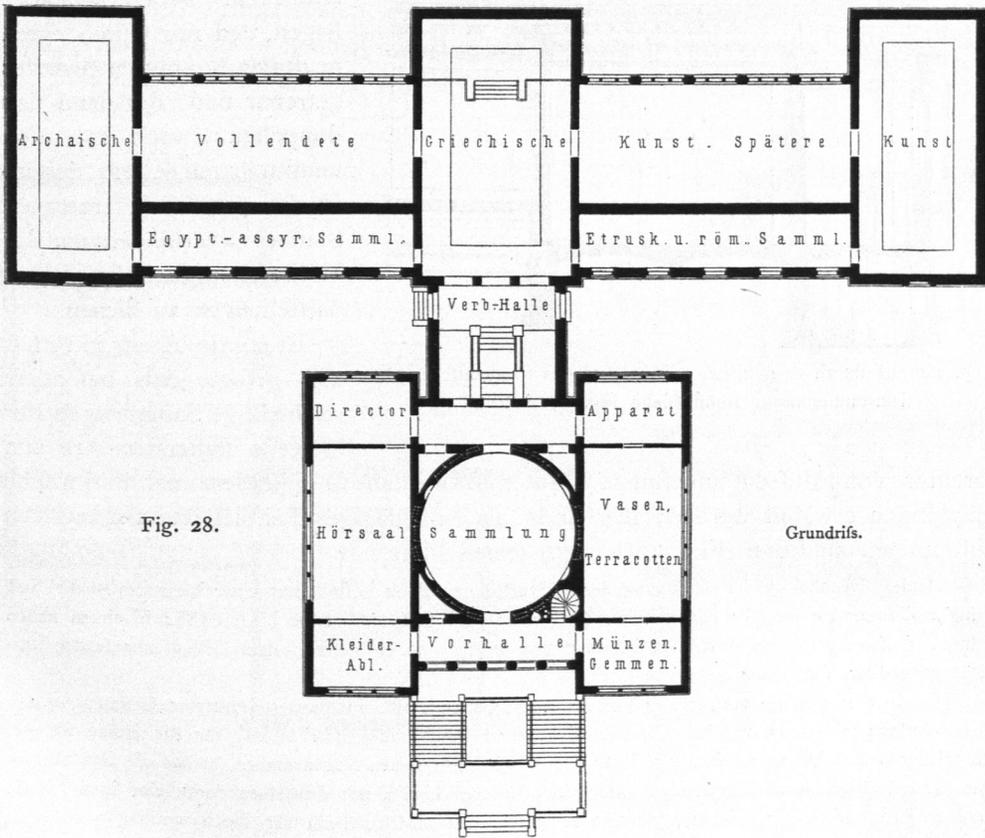 Archäische Vollendete Griechische Kunst. Spätere Kunst
Egypt.-assyr. Samml. Etrusk. u. röm. Samml.
Verb-Halle
Director Apparat
Fig. 28.
Hörsaal Sammlung
Vasen,
Terracotten
Grundriſs.
Kleider-
Abl.
Vorhalle
Münzen,
Gemmen.